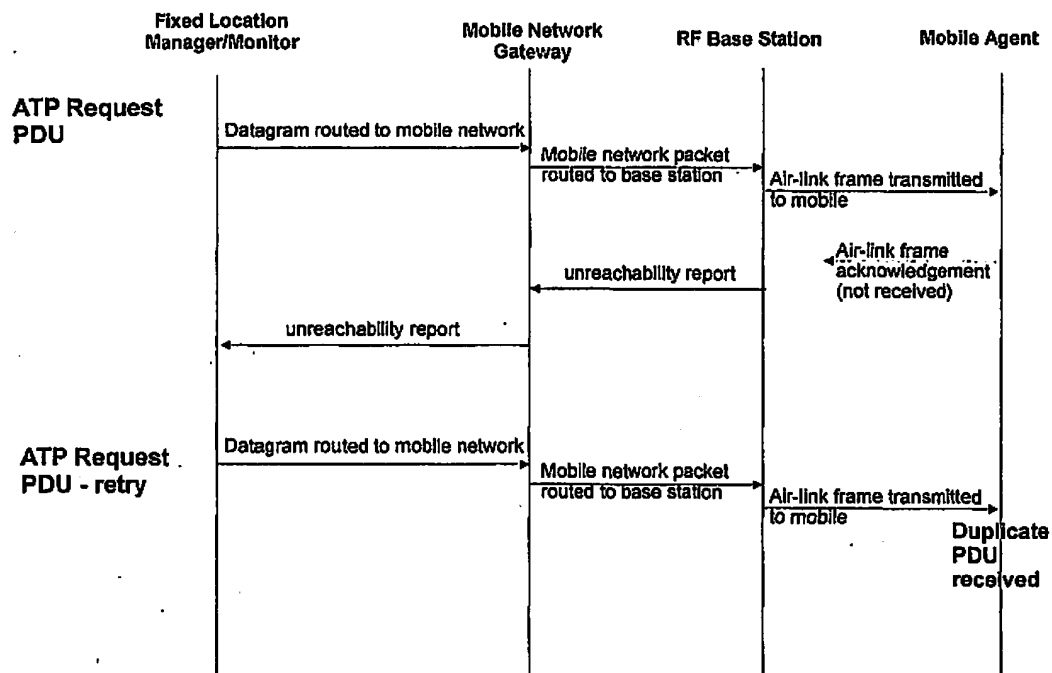 Fixed Location
Manager/Monitor
Mobile Network
Gateway
RF Base Station
Mobile Agent
ATP Request
PDU
Datagram routed to mobile network
Mobile network packet
routed to base station
Air-link frame transmitted
to mobile
Air-link frame
acknowledgement
(not received)
unreachability report
unreachability report
ATP Request
PDU - retry
Datagram routed to mobile network
Mobile network packet
routed to base station
Air-link frame transmitted
to mobile
Duplicate
PDU
received